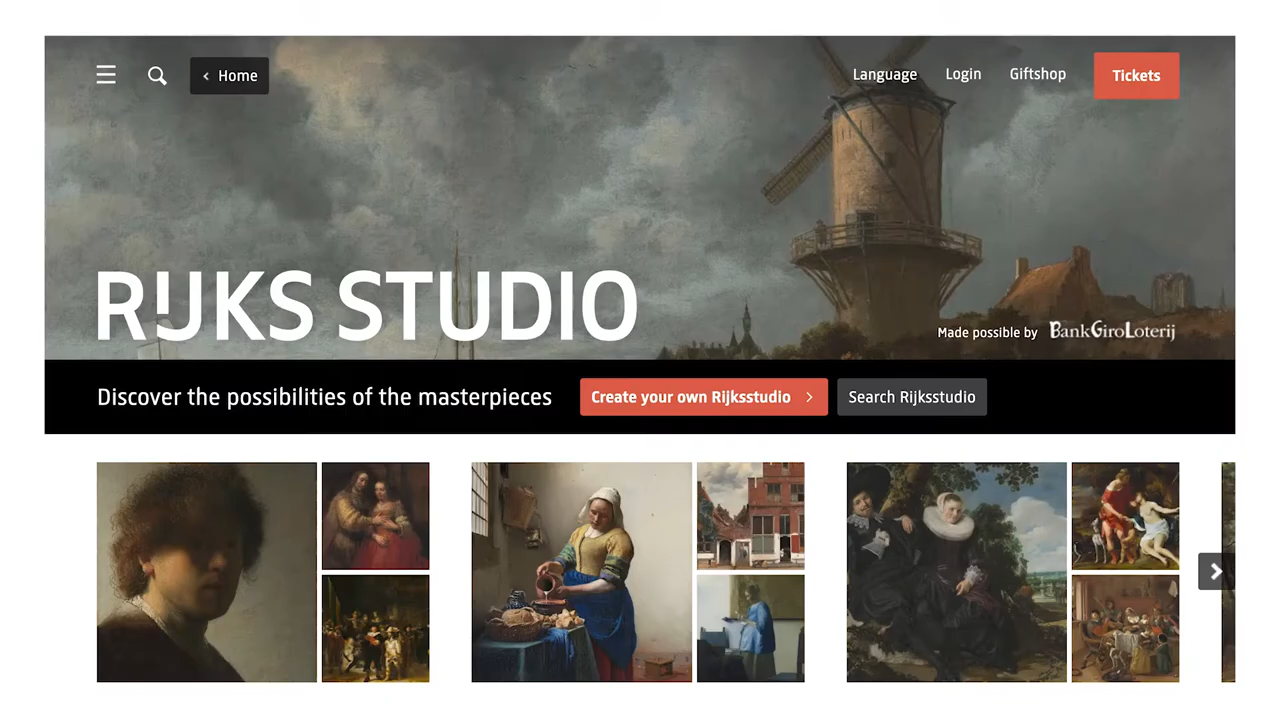 Home
Language
Login
Giftshop
Tickets
RIJKS STUDIO
Made possible by BankGiroLoterij
Discover the possibilities of the masterpieces
Create your own Rijksstudio
Search Rijksstudio